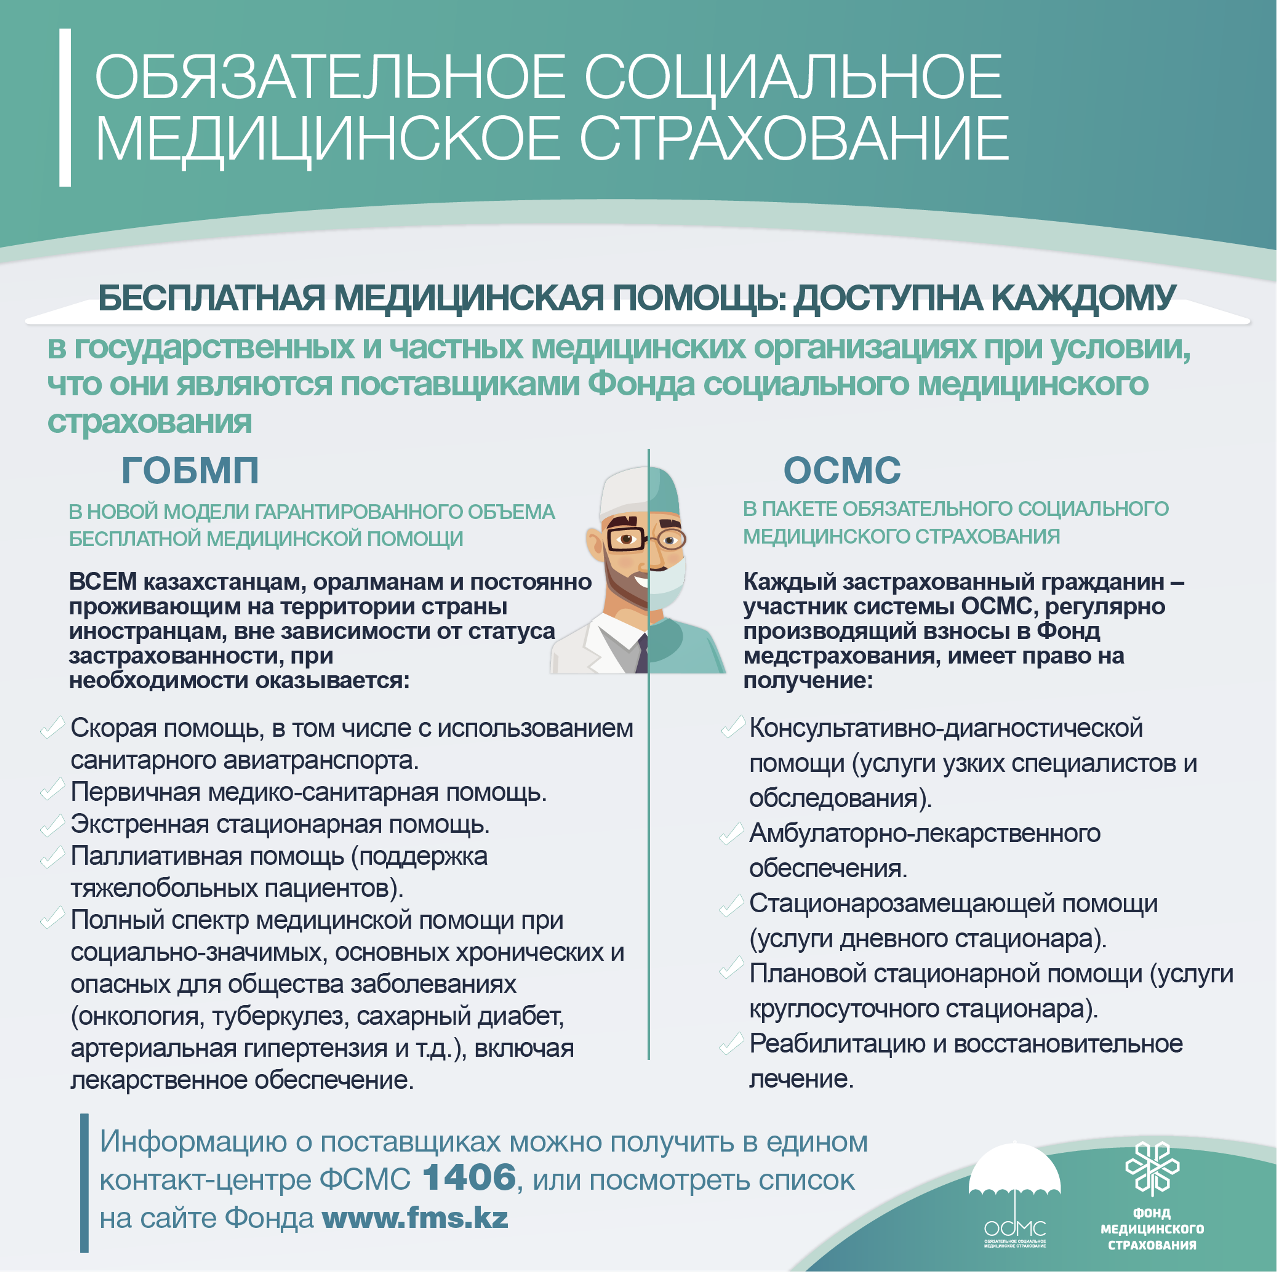 ОБЯЗАТЕЛЬНОЕ СОЦИАЛЬНОЕ
МЕДИЦИНСКОЕ СТРАХОВАНИЕ
БЕСПЛАТНАЯ МЕДИЦИНСКАЯ ПОМОЩЬ: ДОСТУПНА КАЖДОМУ
в государственных и частных медицинских организациях при условии,
что они являются поставщиками Фонда социального медицинского
страхования
ГОБМП
В НОВОЙ МОДЕЛИ ГАРАНТИРОВАННОГО ОБЪЕМА
БЕСПЛАТНОЙ МЕДИЦИНСКОЙ ПОМОЩИ
ВСЕМ казахстанцам, оралманам и постоянно
проживающим на территории страны
иностранцам, вне зависимости от статуса
застрахованности, при
необходимости оказывается:
Скорая помощь, в том числе с использованием
санитарного авиатранспорта.
Первичная медико-санитарная помощь.
Экстренная стационарная помощь.
Паллиативная помощь (поддержка
тяжелобольных пациентов).
Полный спектр медицинской помощи при
социально-значимых, основных хронических и
опасных для общества заболеваниях
(онкология, туберкулез, сахарный диабет,
артериальная гипертензия и т.д.), включая
лекарственное обеспечение.
ОСМС
В ПАКЕТЕ ОБЯЗАТЕЛЬНОГО СОЦИАЛЬНОГО
МЕДИЦИНСКОГО СТРАХОВАНИЯ
Каждый застрахованный гражданин –
участник системы ОСМС, регулярно
производящий взносы в Фонд
медстрахования, имеет право на
получение:
Консультативно-диагностической
помощи (услуги узких специалистов и
обследования).
Амбулаторно-лекарственного
обеспечения.
Стационарозамещающей помощи
(услуги дневного стационара).
Плановой стационарной помощи (услуги
круглосуточного стационара).
Реабилитацию и восстановительное
лечение.
Информацию о поставщиках можно получить в едином
контакт-центре ФСМС 1406, или посмотреть список
на сайте Фонда www.fms.kz
ОСМС
ОБЯЗАТЕЛЬНОЕ СОЦИАЛЬНОЕ
МЕДИЦИНСКОЕ СТРАХОВАНИЕ
ФОНД
МЕДИЦИНСКОГО
СТРАХОВАНИЯ